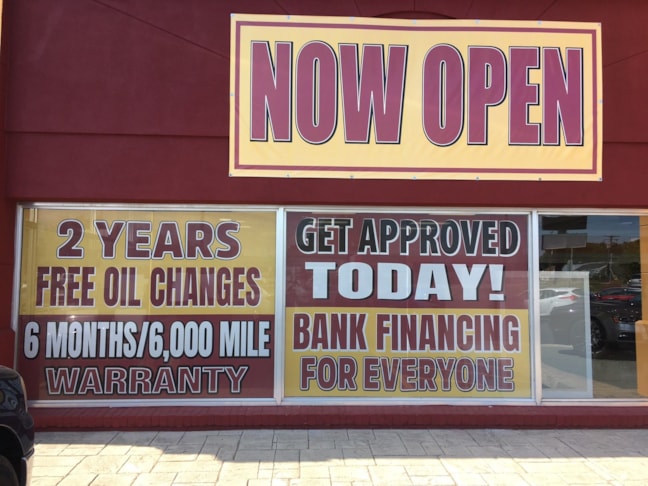 NOW OPEN
2 YEARS
FREE OIL CHANGES
6 MONTHS/6,000 MILE
WARRANTY
GET APPROVED
TODAY!
BANK FINANCING
FOR EVERYONE